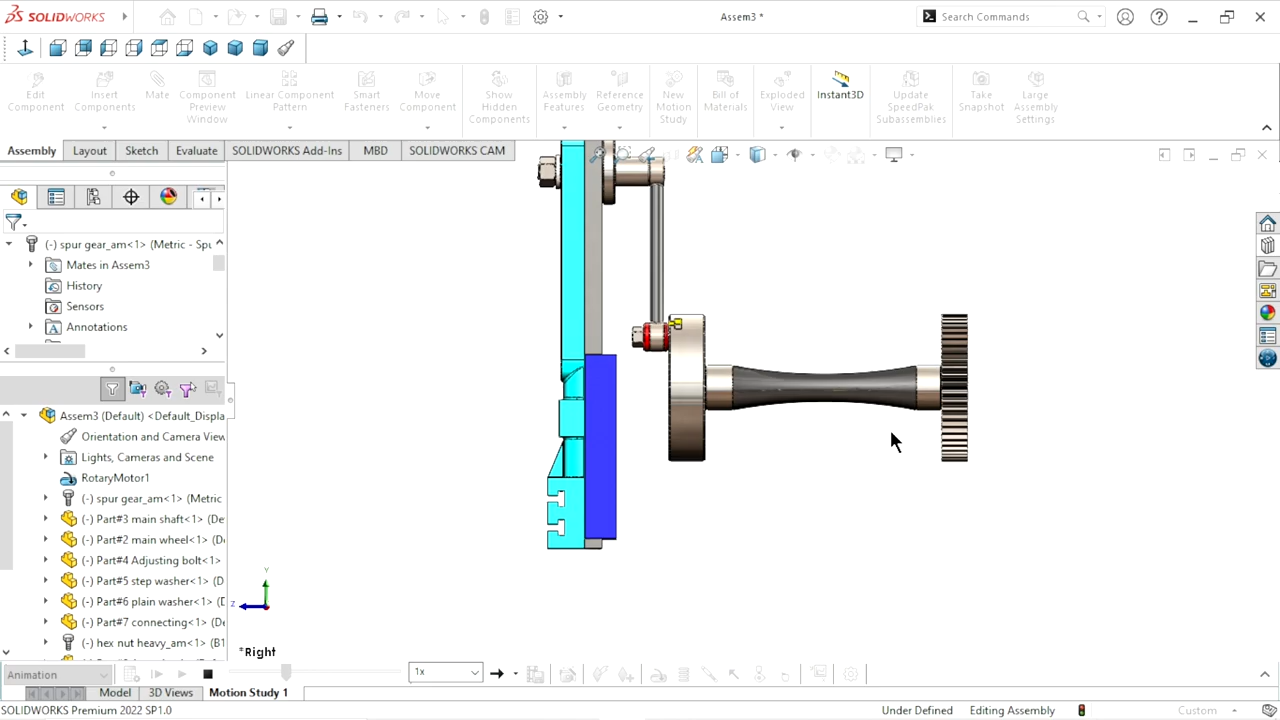 SOLIDWORKS
Assem3 *
Search Commands
Edit Component
Insert Components
Mate
Component Preview Window
Linear Component Pattern
Smart Fasteners
Move Component
Show Hidden Components
Assembly Features
Reference Geometry
New Motion Study
Bill of Materials
Exploded View
Instant3D
Update SpeedPak Subassemblies
Take Snapshot
Large Assembly Settings
Assembly
Layout
Sketch
Evaluate
SOLIDWORKS Add-Ins
MBD
SOLIDWORKS CAM
(-) spur gear_am<1> (Metric - Spu
Mates in Assem3
History
Sensors
Annotations
Assem3 (Default) <Default_Displa
Orientation and Camera View
Lights, Cameras and Scene
RotaryMotor1
(-) spur gear_am<1> (Metric
(-) Part#3 main shaft<1> (De
(-) Part#2 main wheel<1> (D
(-) Part#4 Adjusting bolt<1>
(-) Part#5 step washer<1> (D
(-) Part#6 plain washer<1> (D
(-) Part#7 connecting<1> (De
(-) hex nut heavy_am<1> (B1
Y
Z
*Right
Animation
1x
Model
3D Views
Motion Study 1
SOLIDWORKS Premium 2022 SP1.0
Under Defined
Editing Assembly
Custom